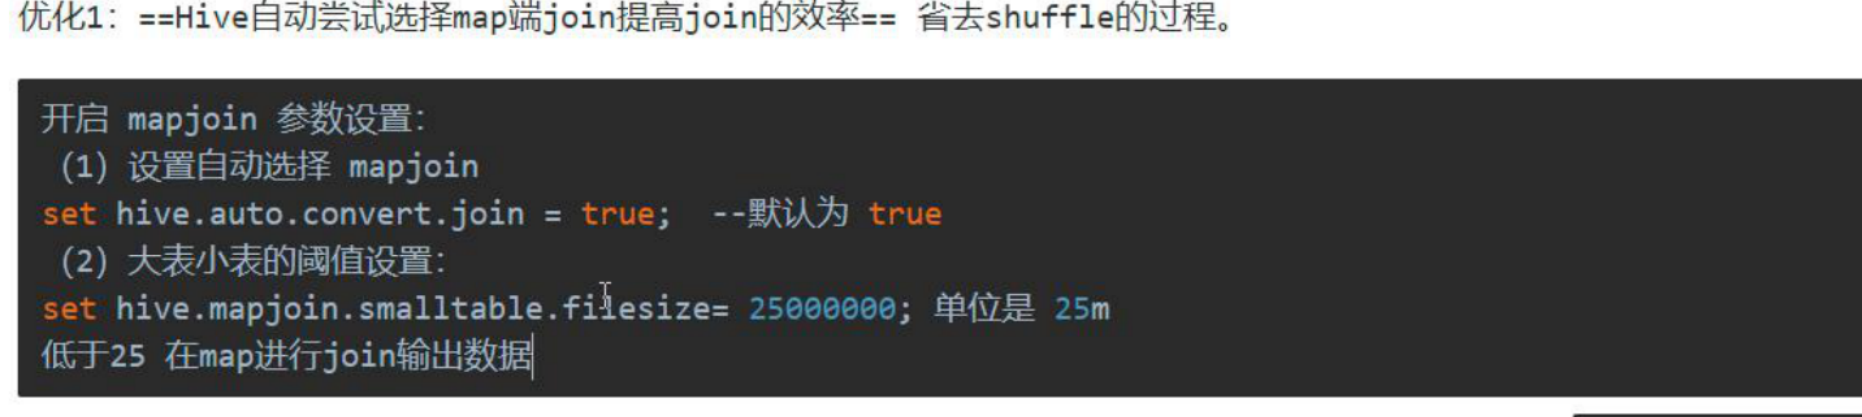 优化1：==Hive自动尝试选择map端join提高join的效率== 省去shuffle的过程。
开启 mapjoin 参数设置：
（1）设置自动选择 mapjoin
set hive.auto.convert.join = true;  --默认为 true
（2）大表小表的阈值设置：
set hive.mapjoin.smalltable.filesize= 25000000; 单位是 25m
低于25 在map进行join输出数据